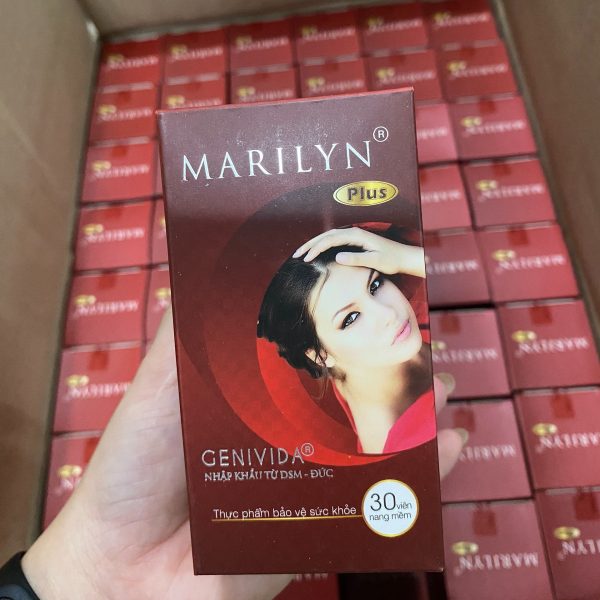 MARILYN®
Plus
GENIVIDA®
NHẬP KHẨU TỪ DSM - ĐỨC
Thực phẩm bảo vệ sức khỏe
30 viên
nang mềm